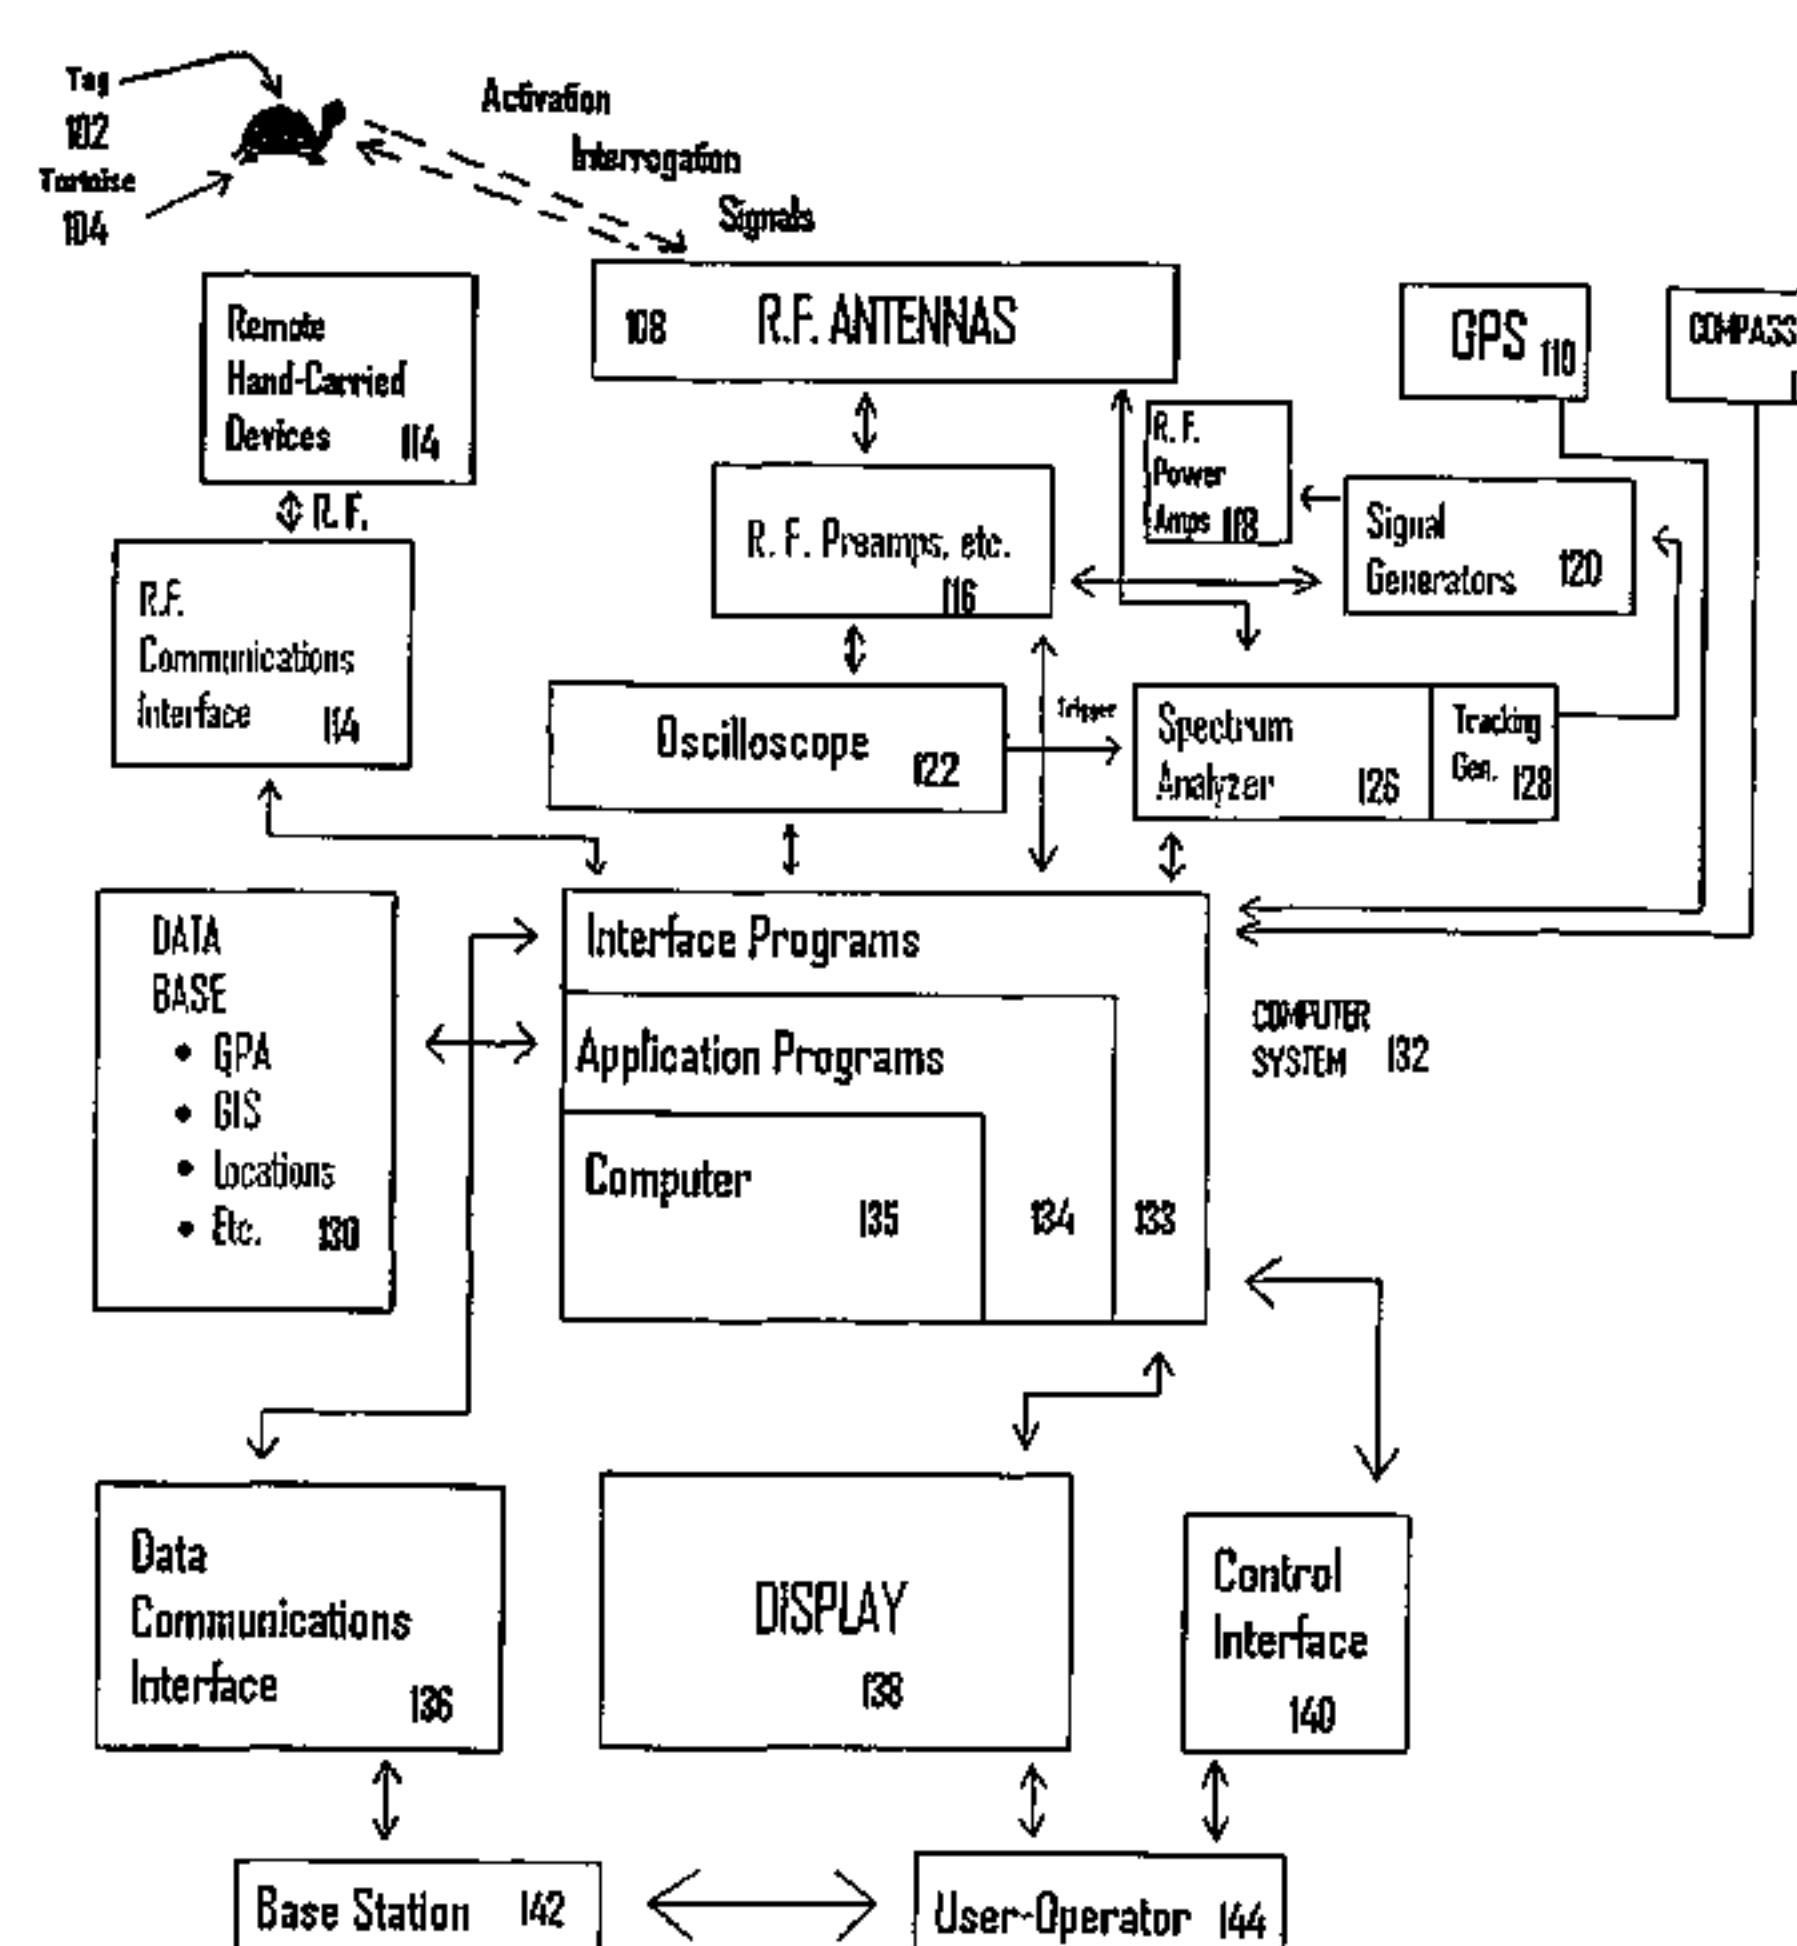 Tag
102
Tortoise
104
Activation
Interrogation
Signals
Remote
Hand-Carried
Devices 114
R.F.
108 R.F. ANTENNAS
GPS 110
COMPASS
R. F.
Power
Amps 118
Signal
Generators 120
R. F. Preamps, etc.
116
R.F.
Communications
Interface 114
Oscilloscope 122
trigger
Spectrum
Analyzer 126
Tracking
Gen. 128
DATA
BASE
• GPA
• GIS
• Locations
• Etc. 130
Interface Programs
Application Programs
Computer
135 134 133
COMPUTER
SYSTEM 132
Data
Communications
Interface 136
DISPLAY
138
Control
Interface
140
Base Station 142
User-Operator 144